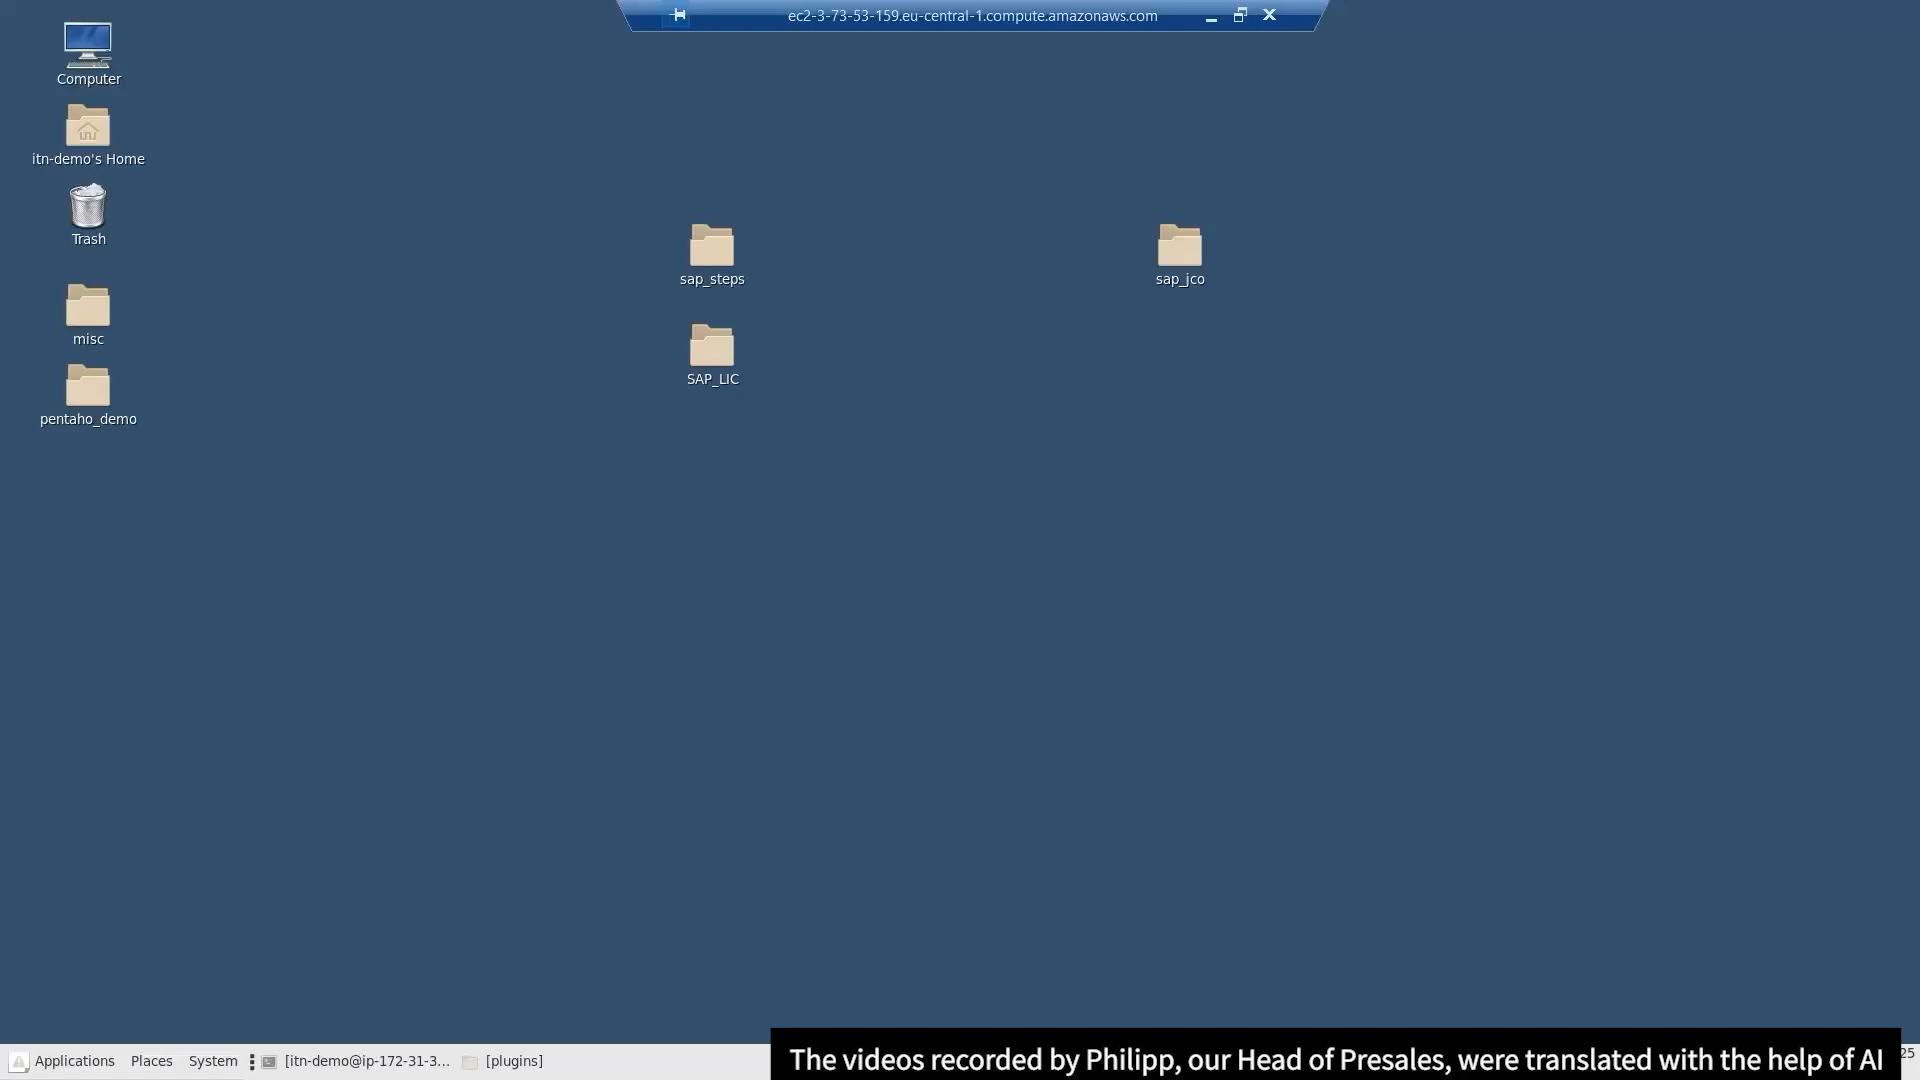 ec2-3-73-53-159.eu-central-1.compute.amazonaws.com
Computer
itn-demo's Home
Trash
sap_steps
sap_jco
misc
SAP_LIC
pentaho_demo
Applications Places System [itn-demo@ip-172-31-3... [plugins]
The videos recorded by Philipp, our Head of Presales, were translated with the help of AI
25